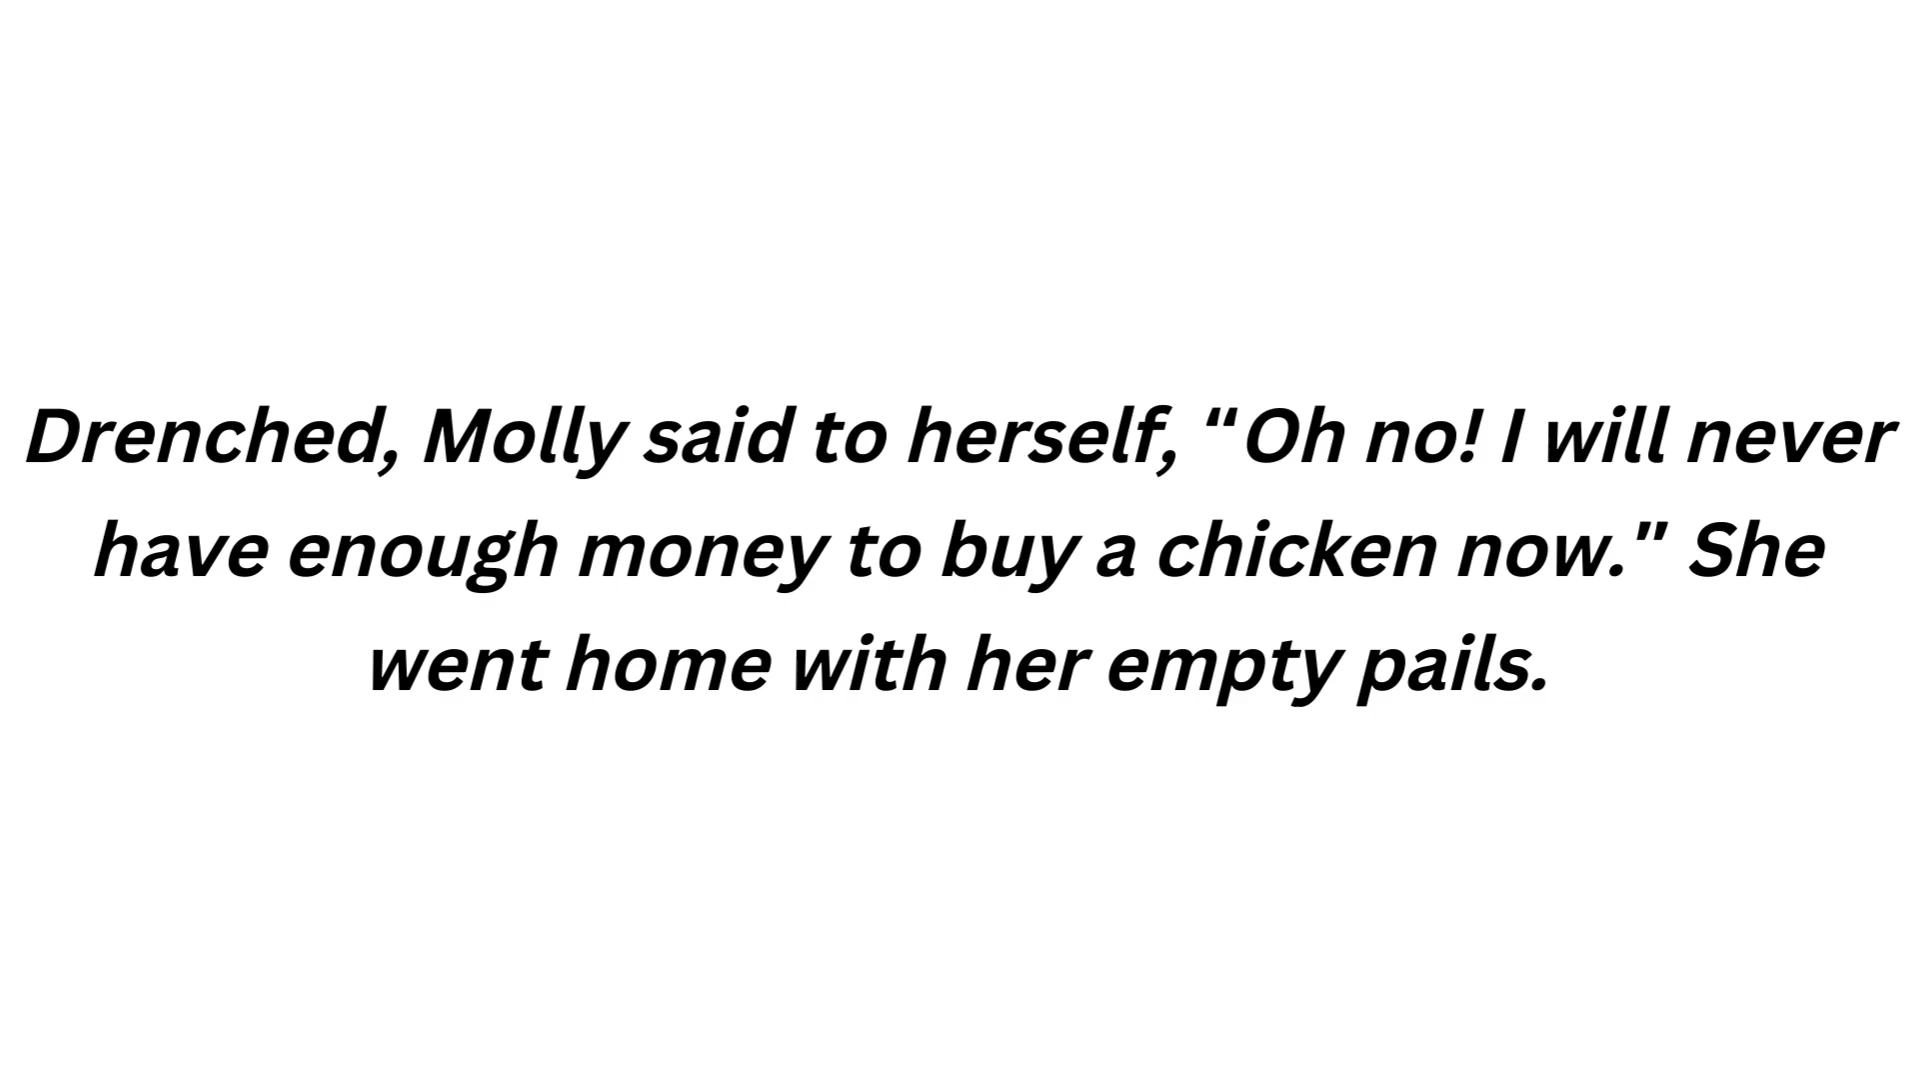 Drenched, Molly said to herself, “Oh no! I will never
have enough money to buy a chicken now." She
went home with her empty pails.